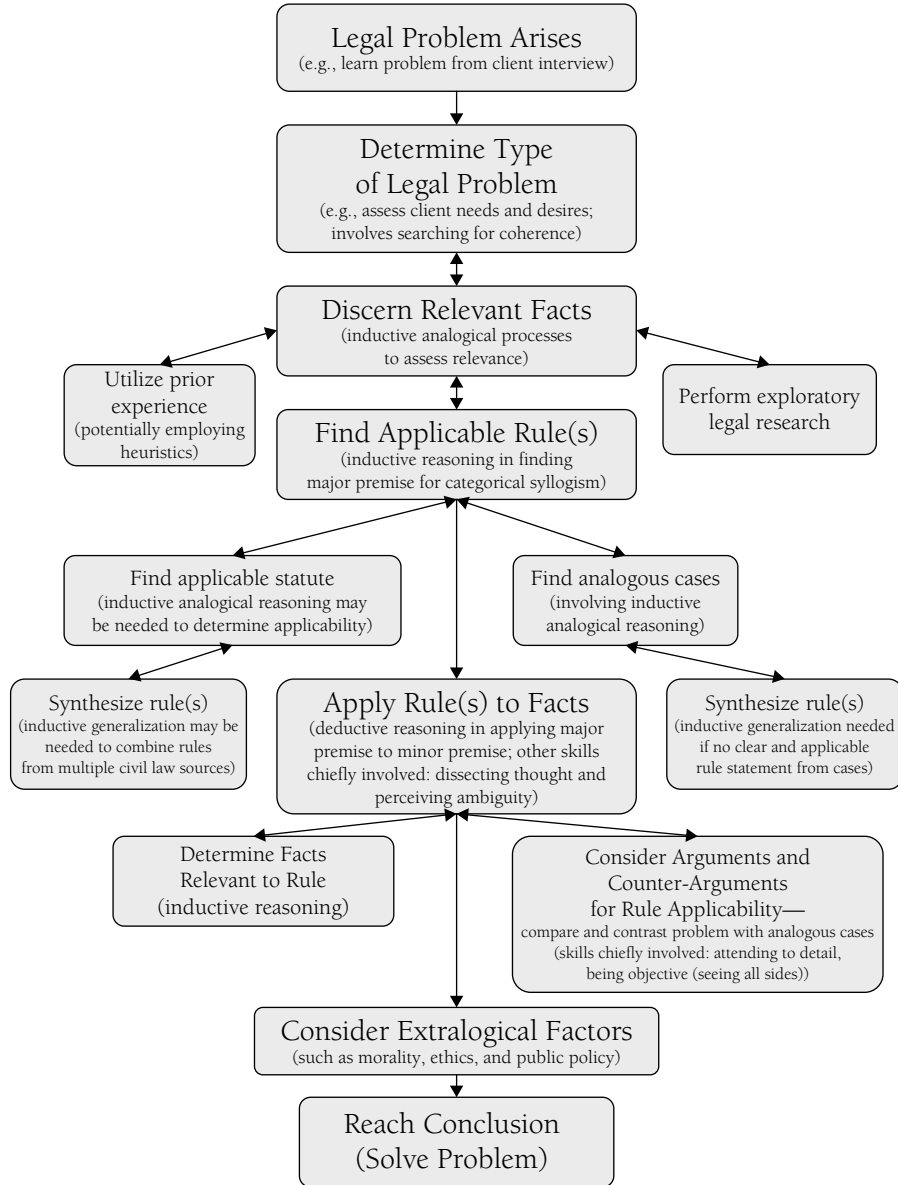 Legal Problem Arises
(e.g., learn problem from client interview)
Determine Type
of Legal Problem
(e.g., assess client needs and desires;
involves searching for coherence)
Discern Relevant Facts
(inductive analogical processes
to assess relevance)
Utilize prior
experience
(potentially employing
heuristics)
Perform exploratory
legal research
Find Applicable Rule(s)
(inductive reasoning in finding
major premise for categorical syllogism)
Find applicable statute
(inductive analogical reasoning may
be needed to determine applicability)
Find analogous cases
(involving inductive
analogical reasoning)
Synthesize rule(s)
(inductive generalization may be
needed to combine rules
from multiple civil law sources)
Apply Rule(s) to Facts
(deductive reasoning in applying major
premise to minor premise; other skills
chiefly involved: dissecting thought and
perceiving ambiguity)
Synthesize rule(s)
(inductive generalization needed
if no clear and applicable
rule statement from cases)
Determine Facts
Relevant to Rule
(inductive reasoning)
Consider Arguments and
Counter-Arguments
for Rule Applicability—
compare and contrast problem with analogous cases
(skills chiefly involved: attending to detail,
being objective (seeing all sides))
Consider Extralogical Factors
(such as morality, ethics, and public policy)
Reach Conclusion
(Solve Problem)